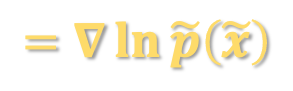 = ∇ ln p̃(x̃)